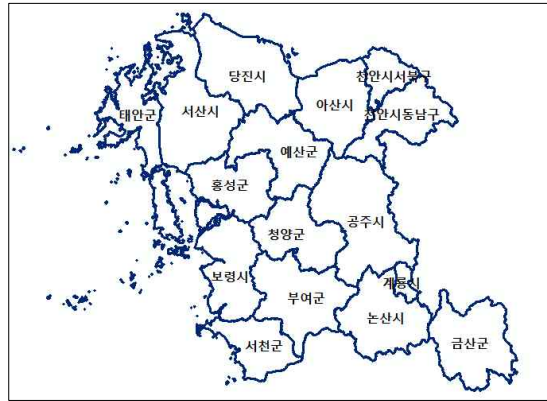 당진시
천안시서북구
아산시
태안군
서산시
천안시동남구
예산군
홍성군
공주시
청양군
보령시
계룡시
부여군
논산시
서천군
금산군